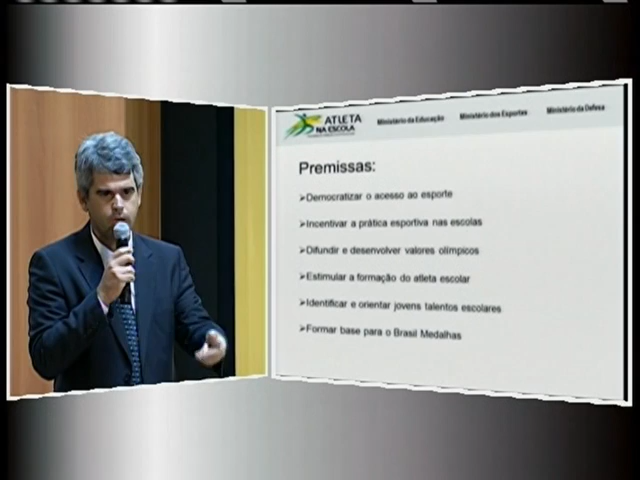 ATLETA
NA ESCOLA
Ministério da Educação Ministério dos Esportes Ministério da Defesa
Premissas:
➢Democratizar o acesso ao esporte
➢Incentivar a prática esportiva nas escolas
➢Difundir e desenvolver valores olímpicos
➢Estimular a formação do atleta escolar
➢Identificar e orientar jovens talentos escolares
➢Formar base para o Brasil Medalhas